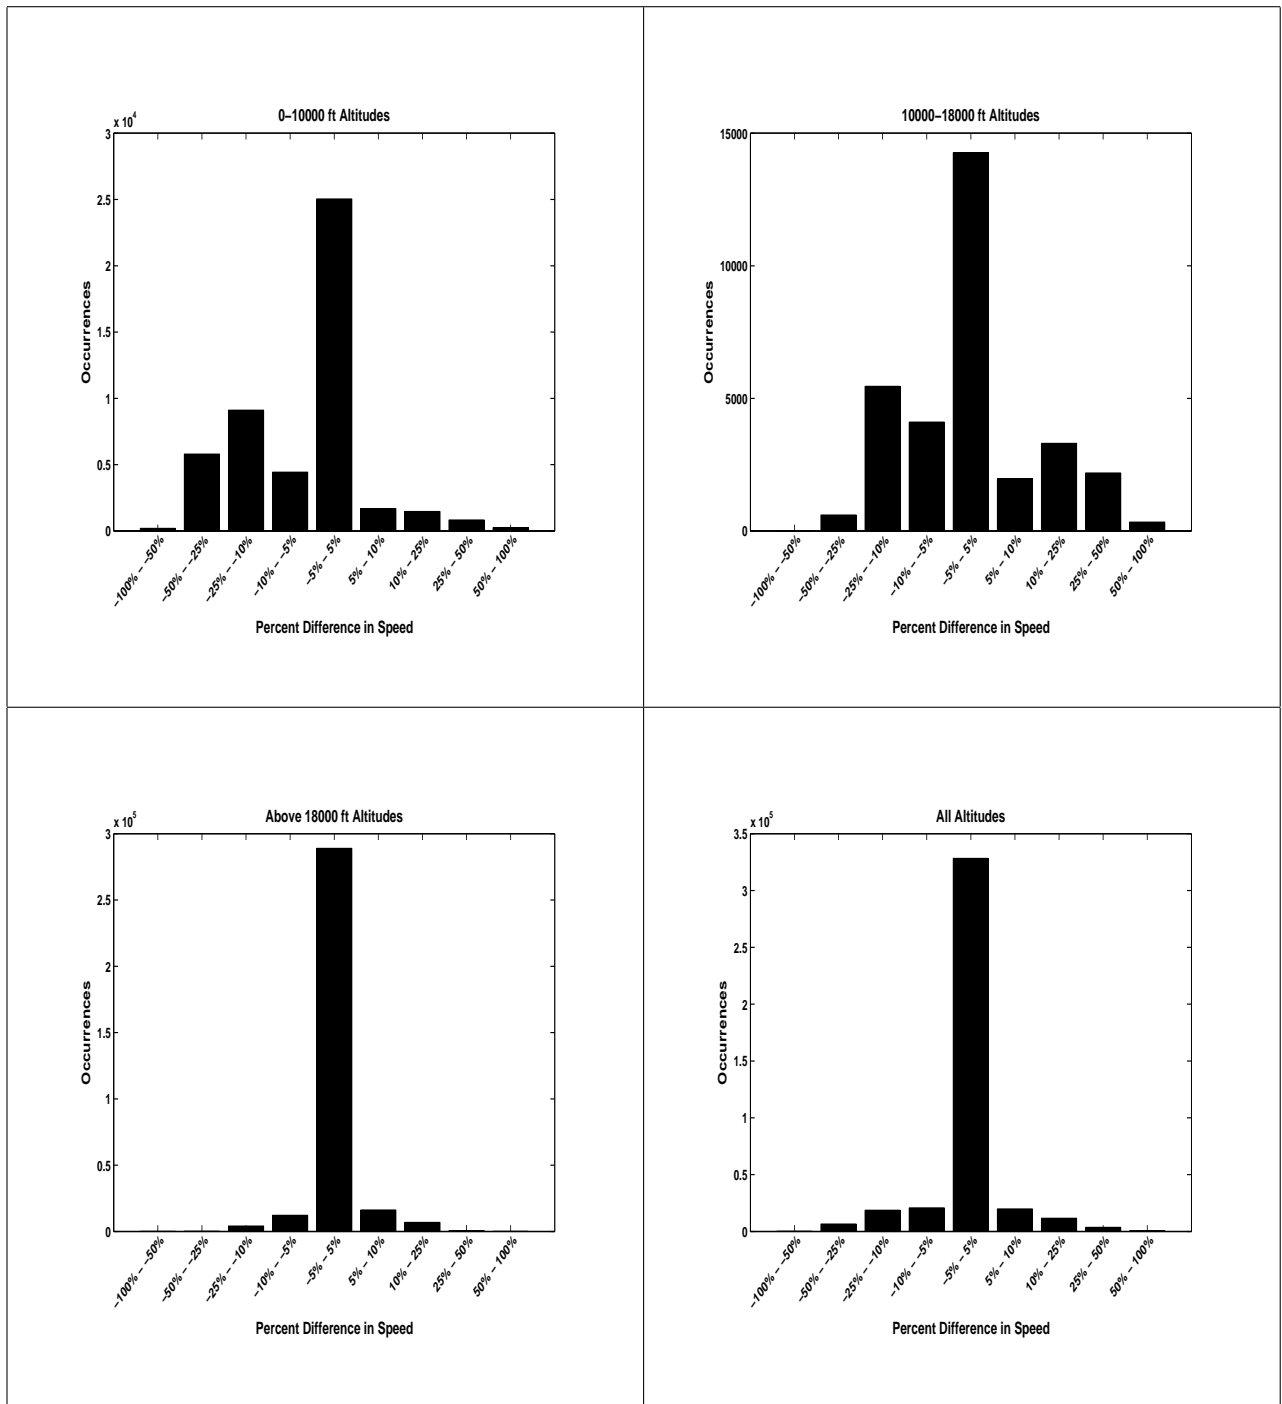 0–10000 ft Altitudes
x 10^4
3
2.5
2
1.5
1
0.5
0
Occurrences
–100% – –50%
–50% – –25%
–25% – –10%
–10% – –5%
–5% – 5%
5% – 10%
10% – 25%
25% – 50%
50% – 100%
Percent Difference in Speed
10000–18000 ft Altitudes
15000
10000
5000
0
Occurrences
–100% – –50%
–50% – –25%
–25% – –10%
–10% – –5%
–5% – 5%
5% – 10%
10% – 25%
25% – 50%
50% – 100%
Percent Difference in Speed
Above 18000 ft Altitudes
x 10^5
3
2.5
2
1.5
1
0.5
0
Occurrences
–100% – –50%
–50% – –25%
–25% – –10%
–10% – –5%
–5% – 5%
5% – 10%
10% – 25%
25% – 50%
50% – 100%
Percent Difference in Speed
All Altitudes
x 10^5
3.5
3
2.5
2
1.5
1
0.5
0
Occurrences
–100% – –50%
–50% – –25%
–25% – –10%
–10% – –5%
–5% – 5%
5% – 10%
10% – 25%
25% – 50%
50% – 100%
Percent Difference in Speed